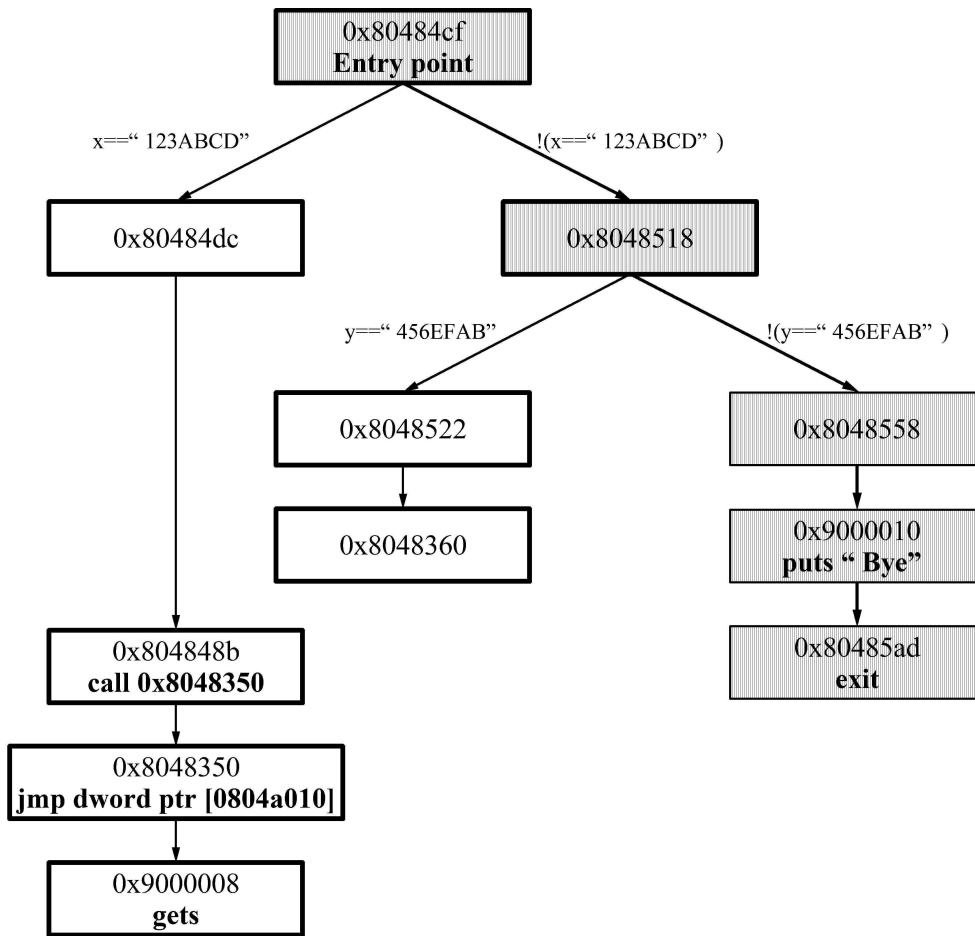 0x80484cf
Entry point
x==“ 123ABCD”
!(x==“ 123ABCD” )
0x80484dc
0x8048518
y==“ 456EFAB”
!(y==“ 456EFAB” )
0x8048522
0x8048558
0x8048360
0x9000010
puts “ Bye”
0x804848b
call 0x8048350
0x80485ad
exit
0x8048350
jmp dword ptr [0804a010]
0x9000008
gets